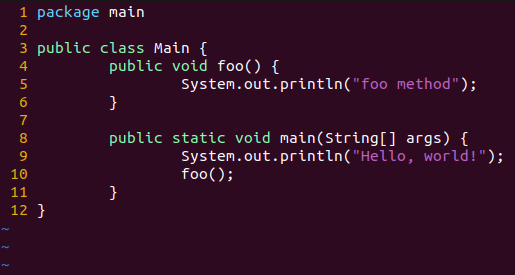 1 package main
2
3 public class Main {
4         public void foo() {
5                 System.out.println("foo method");
6         }
7
8         public static void main(String[] args) {
9                 System.out.println("Hello, world!");
10                 foo();
11         }
12 }
~
~
~